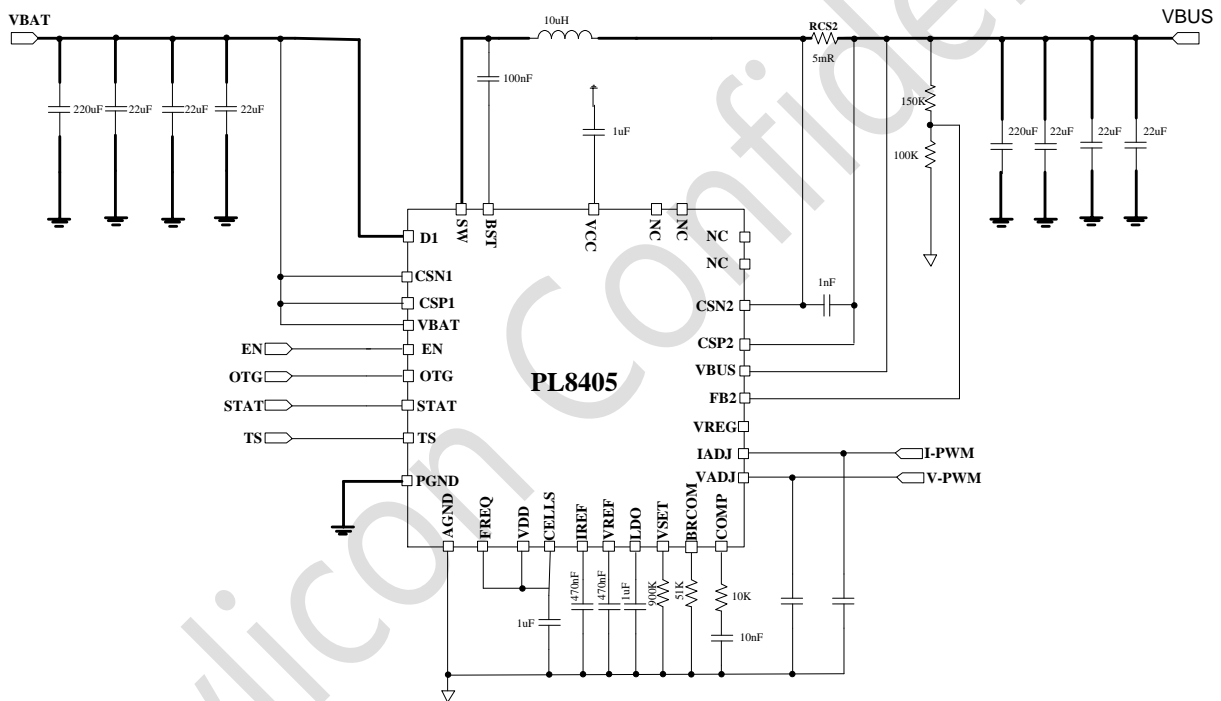 VBAT
10uH
RCS2
5mR
VBUS
220uF
22uF
22uF
22uF
100nF
1uF
150K
100K
220uF
22uF
22uF
22uF
SW
BST
VCC
NC
NC
D1
NC
NC
CSN1
CSP1
VBAT
CSN2
1nF
CSP2
EN
EN
OTG
OTG
STAT
STAT
TS
TS
PL8405
VBUS
FB2
VREG
IADJ
I-PWM
VADJ
V-PWM
PGND
AGND
FREQ
VDD
CELLS
IREF
VREF
LDO
VSET
BRCOM
COMP
1uF
470nF
470nF
1uF
900K
51K
10K
10nF
licon Confide